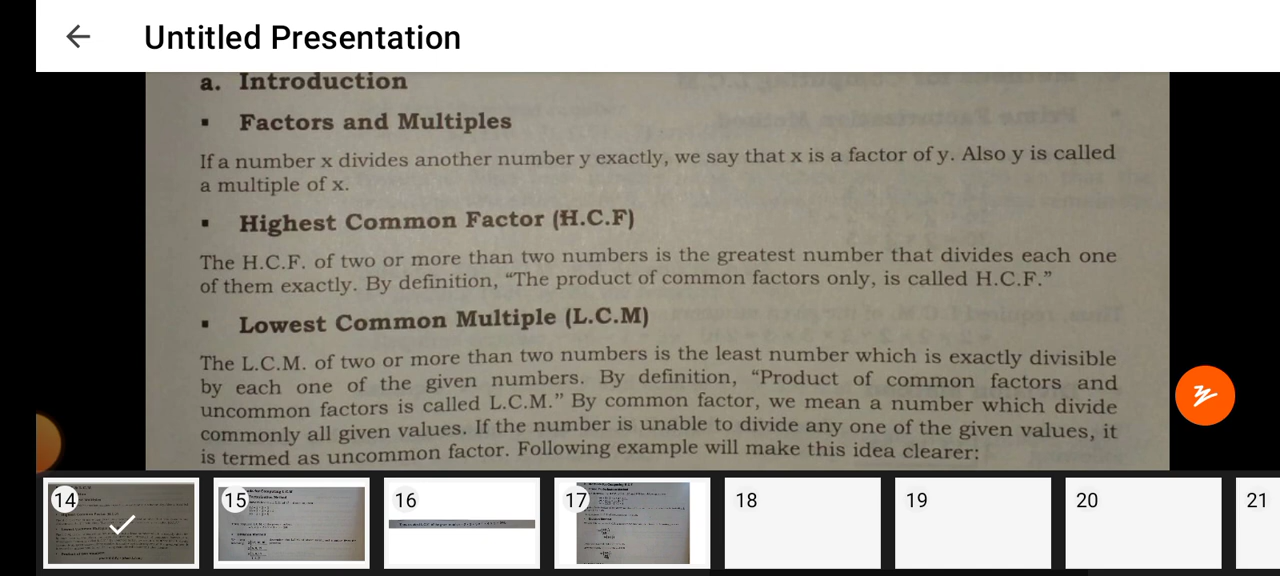 Untitled Presentation
a. Introduction
▪ Factors and Multiples
If a number x divides another number y exactly, we say that x is a factor of y. Also y is called
a multiple of x.
▪ Highest Common Factor (H.C.F)
The H.C.F. of two or more than two numbers is the greatest number that divides each one
of them exactly. By definition, “The product of common factors only, is called H.C.F.”
▪ Lowest Common Multiple (L.C.M)
The L.C.M. of two or more than two numbers is the least number which is exactly divisible
by each one of the given numbers. By definition, “Product of common factors and
uncommon factors is called L.C.M.” By common factor, we mean a number which divide
commonly all given values. If the number is unable to divide any one of the given values, it
is termed as uncommon factor. Following example will make this idea clearer:
14 15 16 17 18 19 20 21